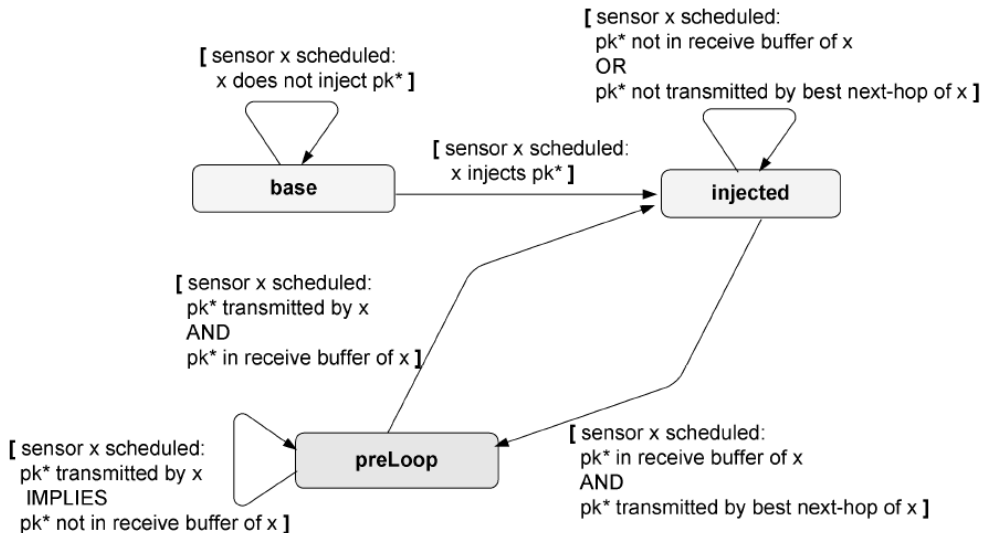 [ sensor x scheduled:
pk* not in receive buffer of x
OR
pk* not transmitted by best next-hop of x ]
[ sensor x scheduled:
x does not inject pk* ]
[ sensor x scheduled:
x injects pk* ]
base
injected
[ sensor x scheduled:
pk* transmitted by x
AND
pk* in receive buffer of x ]
[ sensor x scheduled:
pk* transmitted by x
IMPLIES
pk* not in receive buffer of x ]
preLoop
[ sensor x scheduled:
pk* in receive buffer of x
AND
pk* transmitted by best next-hop of x ]